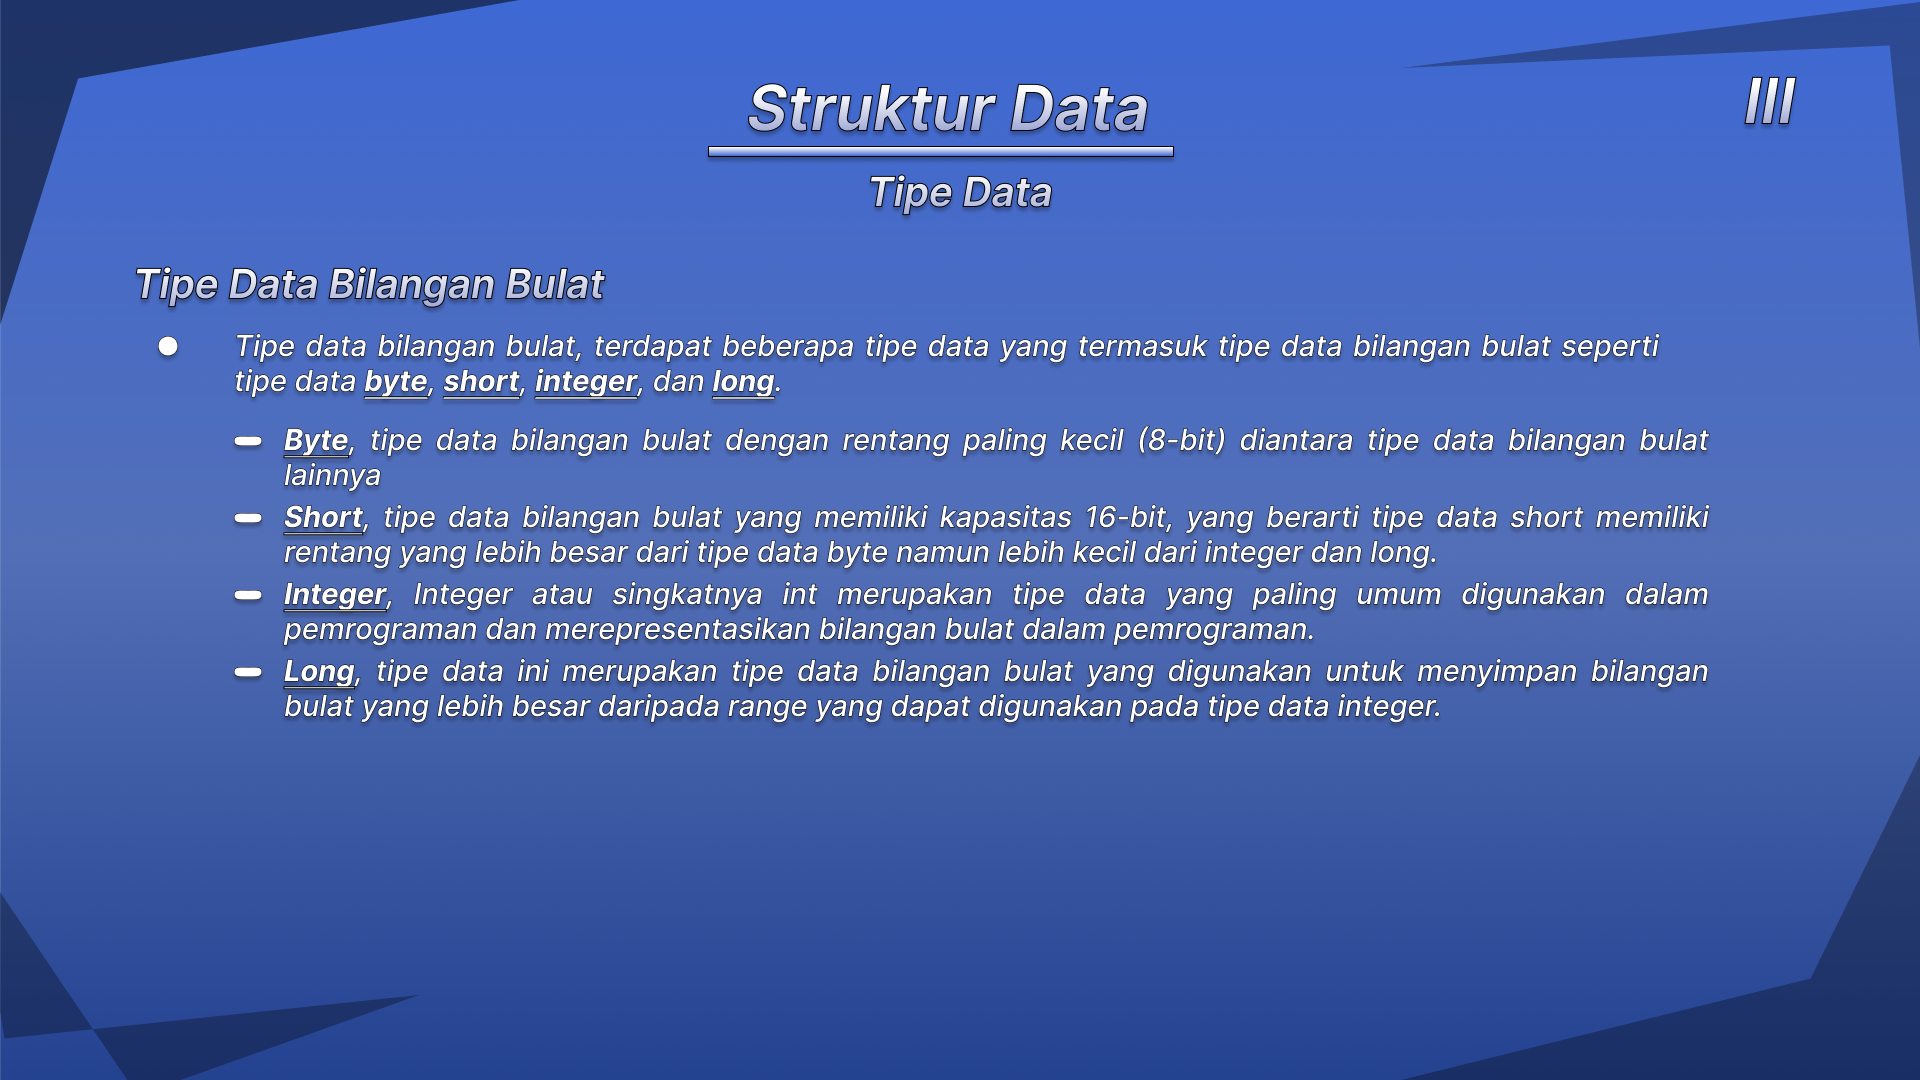 Struktur Data
III
Tipe Data
Tipe Data Bilangan Bulat
Tipe data bilangan bulat, terdapat beberapa tipe data yang termasuk tipe data bilangan bulat seperti
tipe data byte, short, integer, dan long.
Byte, tipe data bilangan bulat dengan rentang paling kecil (8-bit) diantara tipe data bilangan bulat
lainnya
Short, tipe data bilangan bulat yang memiliki kapasitas 16-bit, yang berarti tipe data short memiliki
rentang yang lebih besar dari tipe data byte namun lebih kecil dari integer dan long.
Integer, Integer atau singkatnya int merupakan tipe data yang paling umum digunakan dalam
pemrograman dan merepresentasikan bilangan bulat dalam pemrograman.
Long, tipe data ini merupakan tipe data bilangan bulat yang digunakan untuk menyimpan bilangan
bulat yang lebih besar daripada range yang dapat digunakan pada tipe data integer.